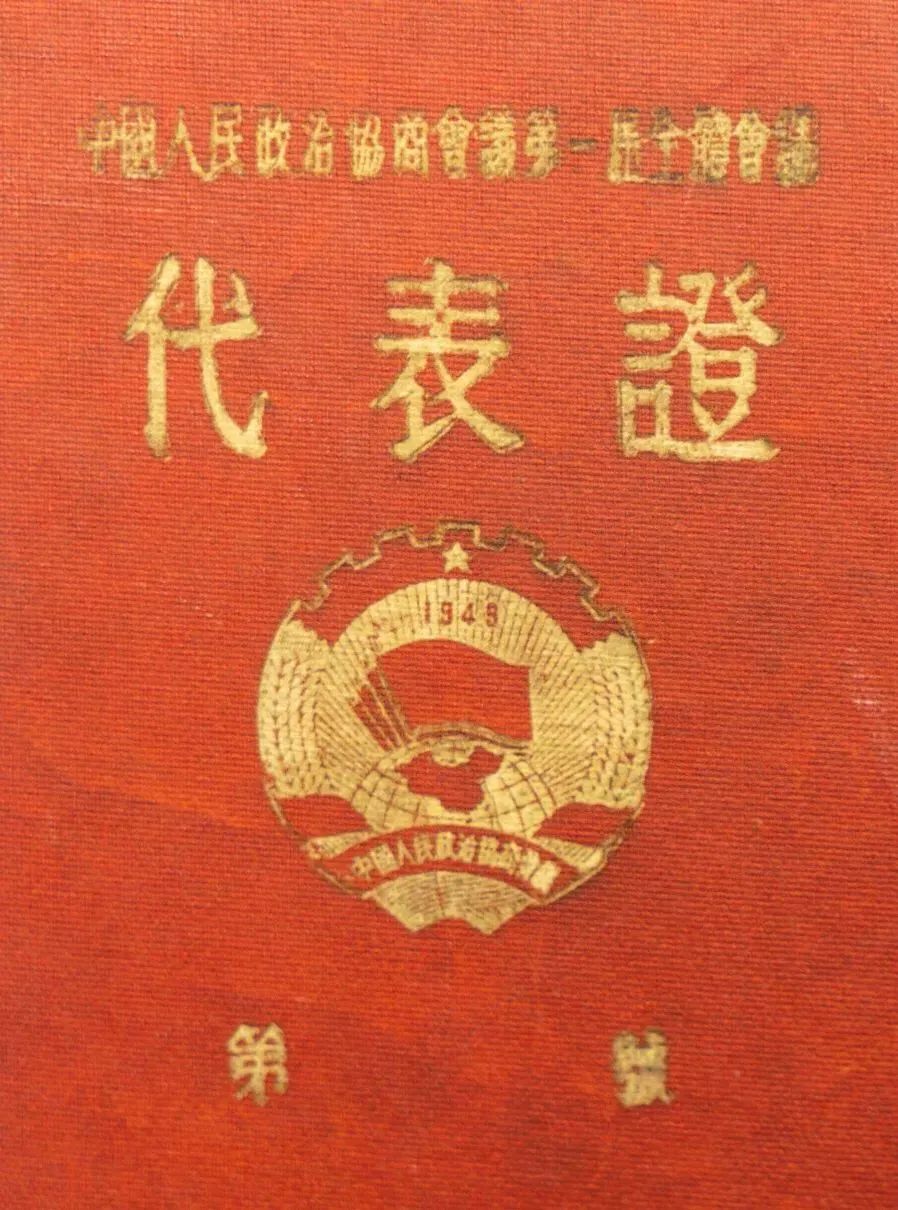 中國人民政治協商會議第一屆全體會議
代表證
1949
中國人民政治協商會議
第 號